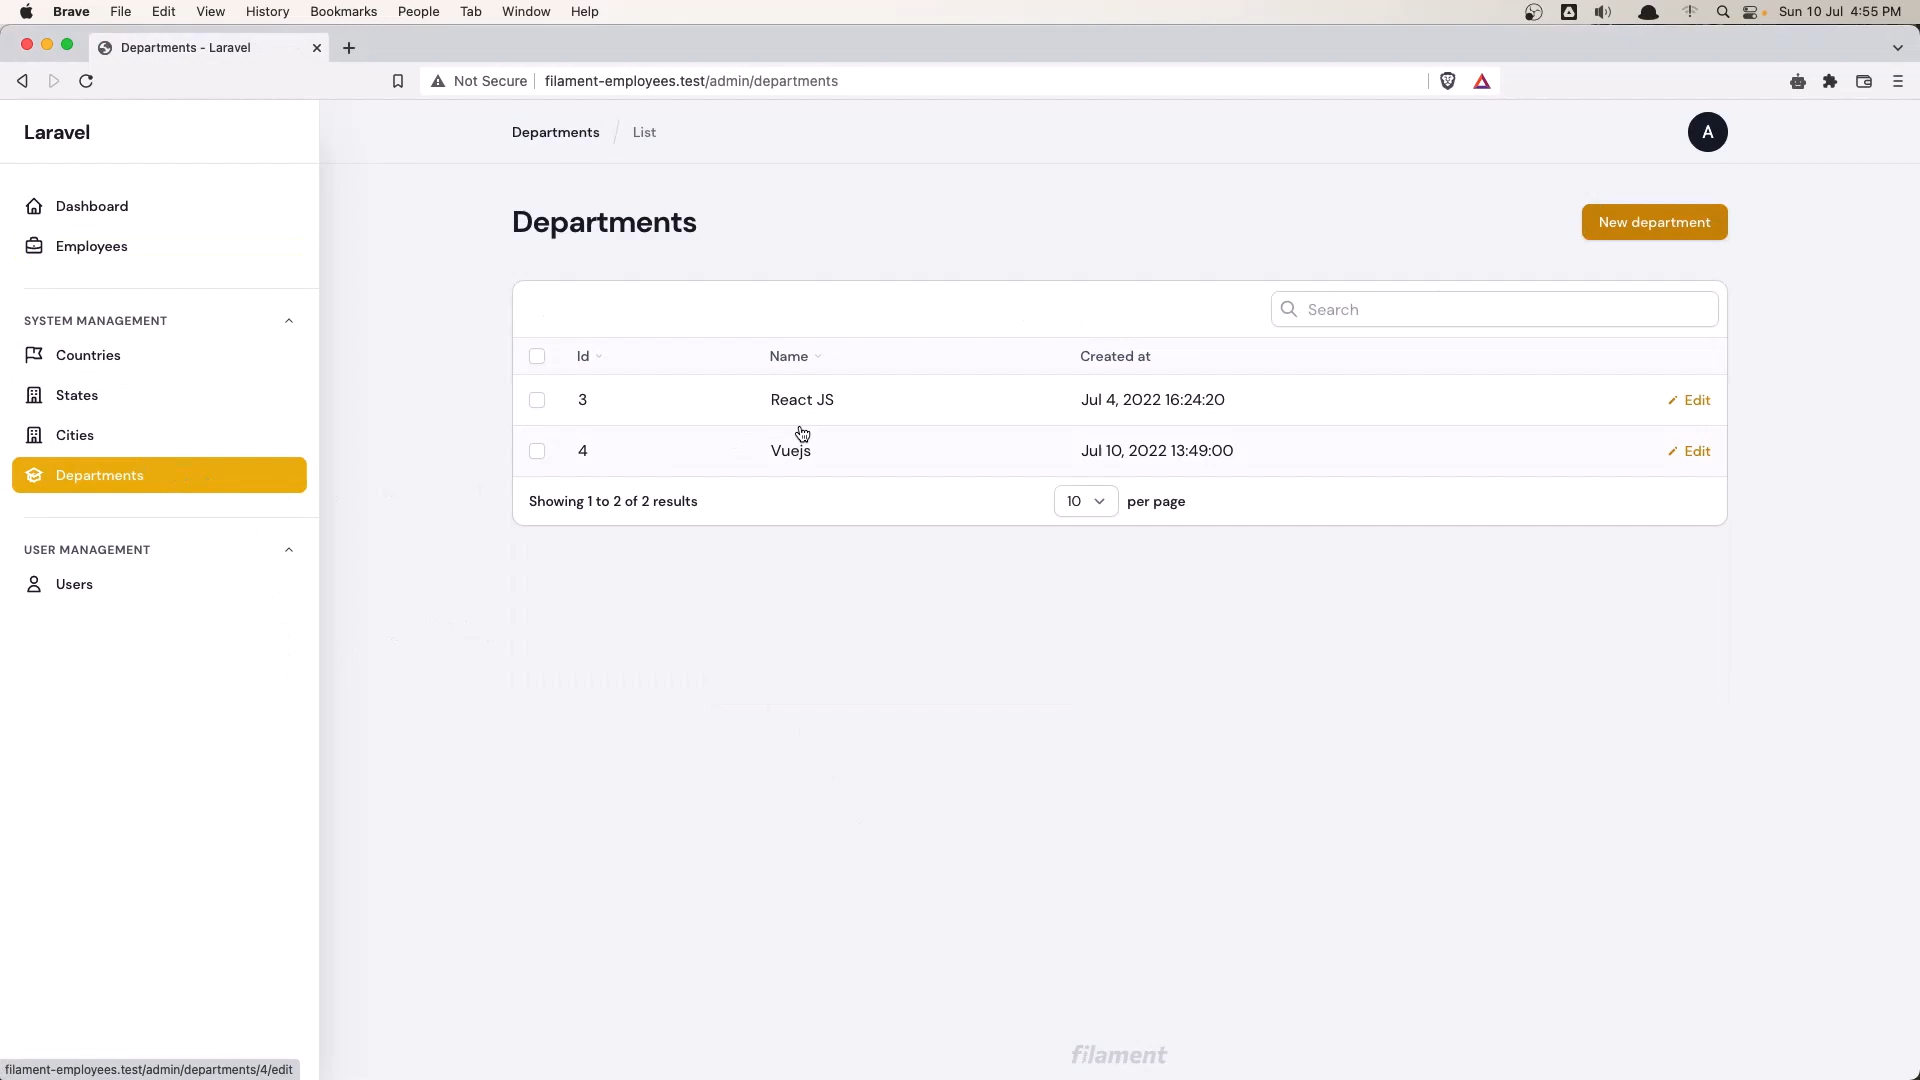 Brave File Edit View History Bookmarks People Tab Window Help Sun 10 Jul 4:55 PM
Departments - Laravel
Not Secure filament-employees.test/admin/departments
Laravel
Departments / List
A
Dashboard
Employees
SYSTEM MANAGEMENT
Countries
States
Cities
Departments
USER MANAGEMENT
Users
Departments
New department
Search
Id Name Created at
3 React JS Jul 4, 2022 16:24:20 Edit
4 Vuejs Jul 10, 2022 13:49:00 Edit
Showing 1 to 2 of 2 results 10 per page
filament
filament-employees.test/admin/departments/4/edit